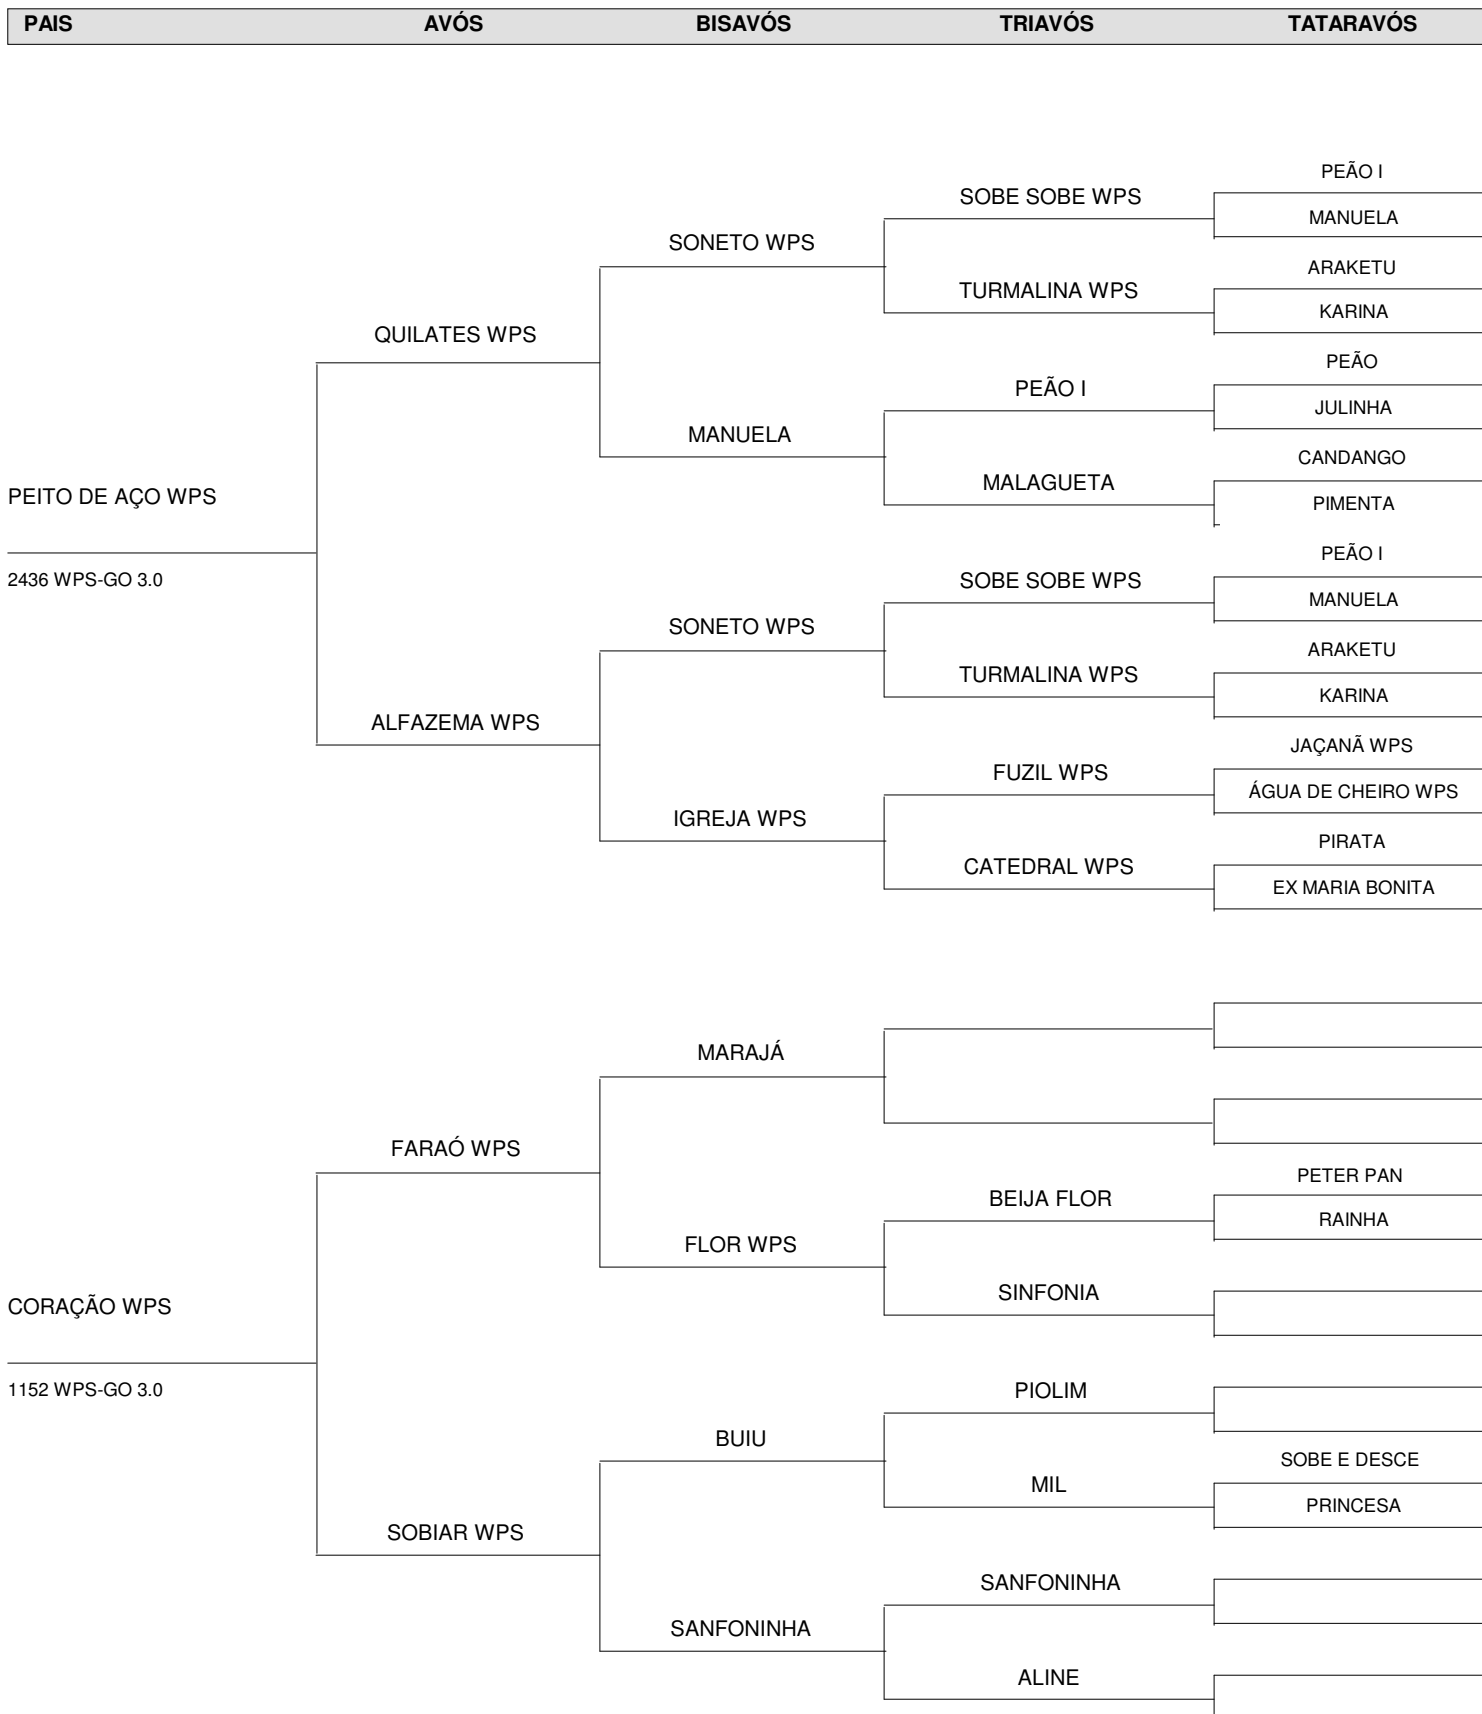 PAIS AVÓS BISAVÓS TRIAVÓS TATARAVÓS
PEÃO I
SOBE SOBE WPS
MANUELA
SONETO WPS
ARAKETU
TURMALINA WPS
KARINA
QUILATES WPS
PEÃO
PEÃO I
JULINHA
MANUELA
CANDANGO
MALAGUETA
PEITO DE AÇO WPS
PIMENTA
PEÃO I
2436 WPS-GO 3.0
SOBE SOBE WPS
MANUELA
SONETO WPS
ARAKETU
TURMALINA WPS
KARINA
ALFAZEMA WPS
JAÇANÃ WPS
FUZIL WPS
ÁGUA DE CHEIRO WPS
IGREJA WPS
PIRATA
CATEDRAL WPS
EX MARIA BONITA
MARAJÁ
FARAÓ WPS
PETER PAN
BEIJA FLOR
RAINHA
FLOR WPS
SINFONIA
CORAÇÃO WPS
1152 WPS-GO 3.0
PIOLIM
BUIU
SOBE E DESCE
MIL
PRINCESA
SOBIAR WPS
SANFONINHA
SANFONINHA
ALINE